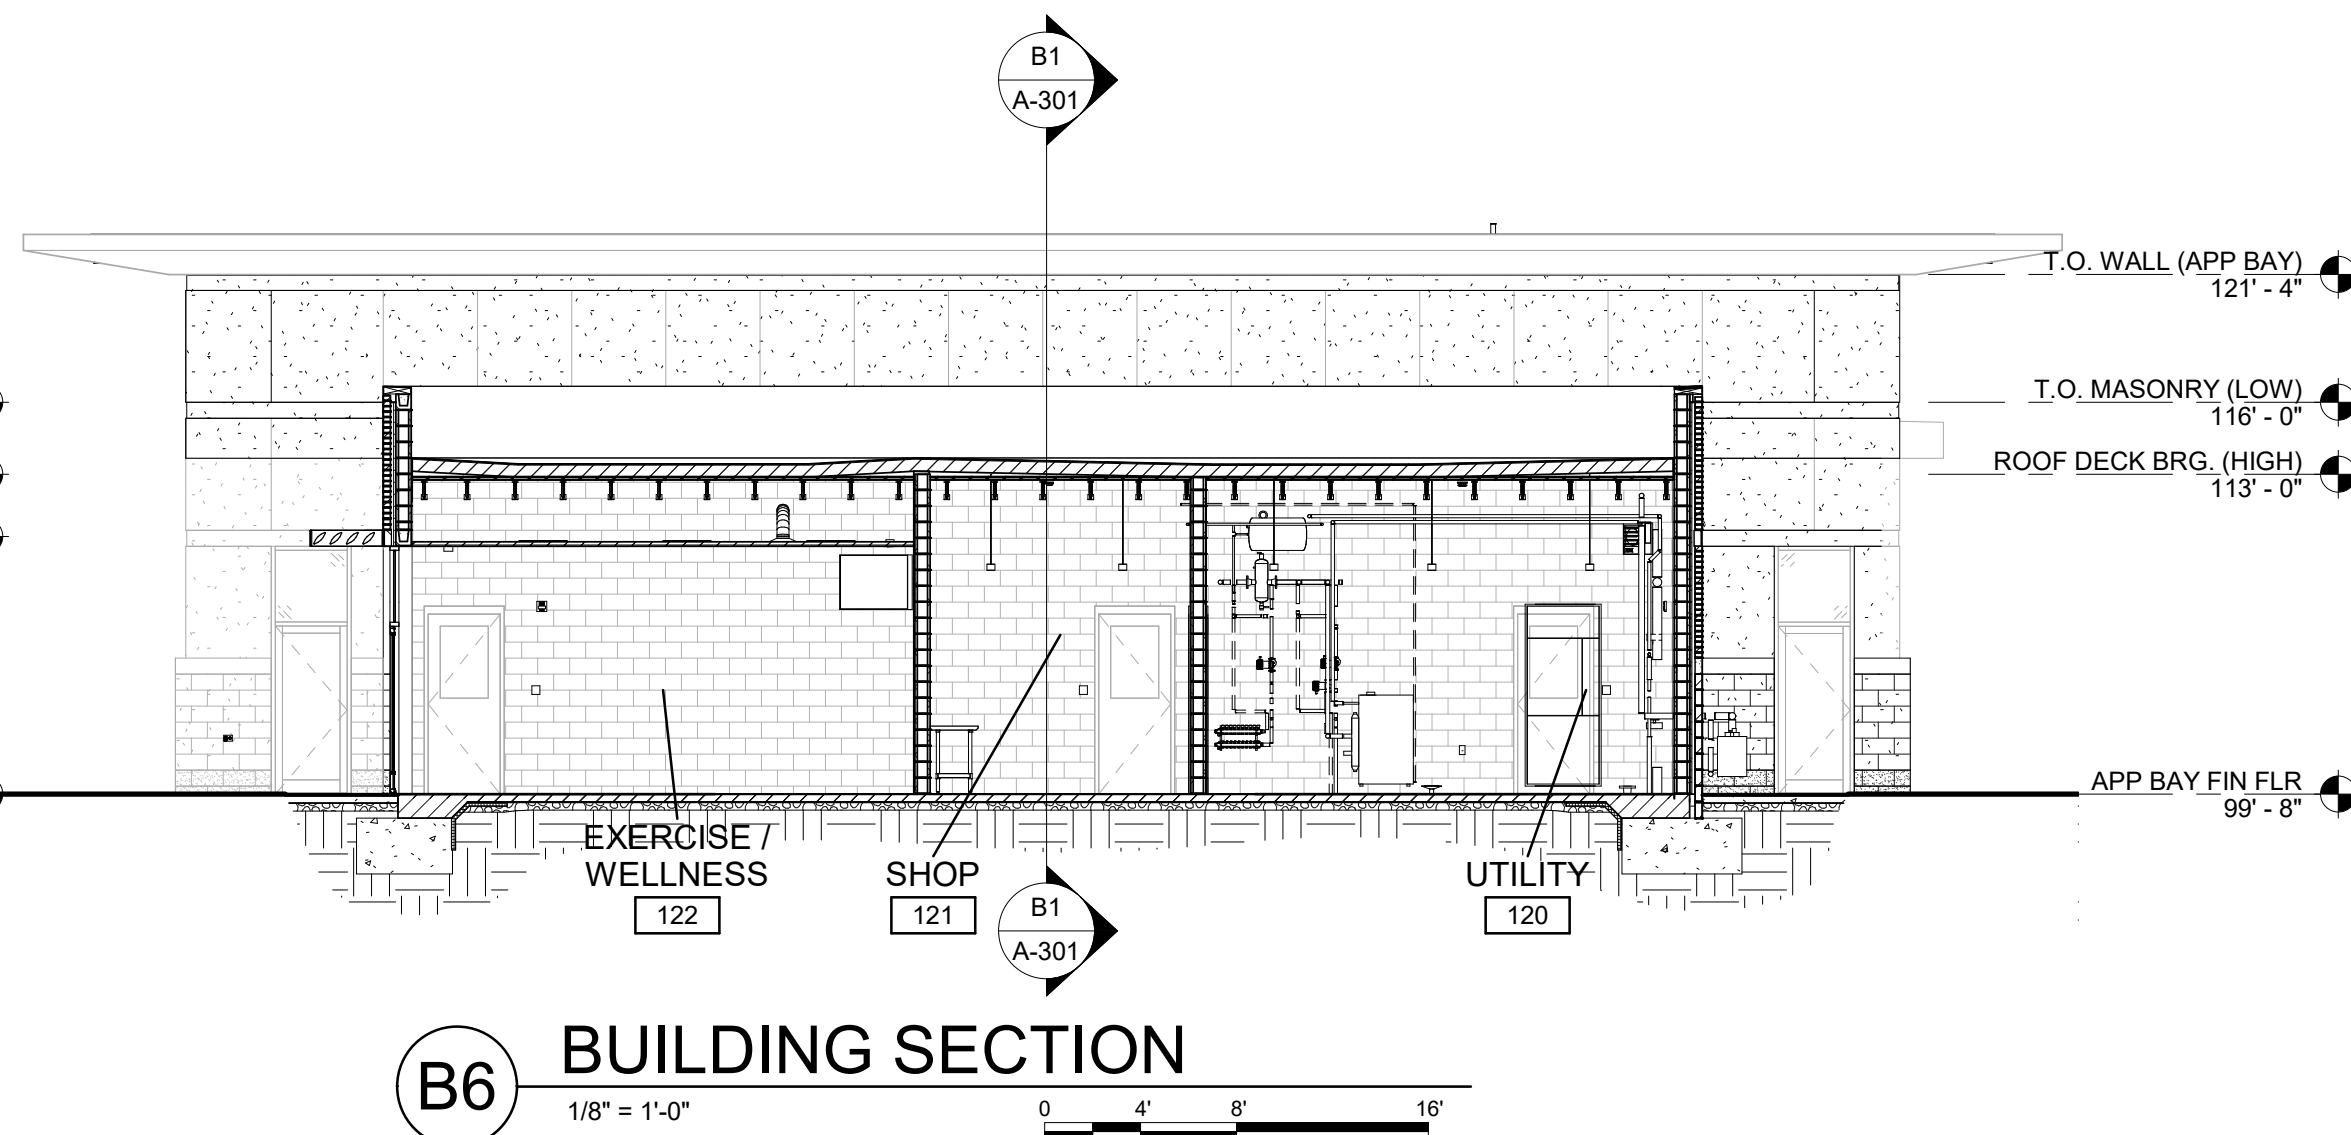 B1
A-301
T.O. WALL (APP BAY)
121' - 4"
T.O. MASONRY (LOW)
116' - 0"
ROOF DECK BRG. (HIGH)
113' - 0"
APP BAY FIN FLR
99' - 8"
EXERCISE /
WELLNESS
122
SHOP
121
UTILITY
120
B1
A-301
B6
BUILDING SECTION
1/8" = 1'-0"
0 4' 8' 16'